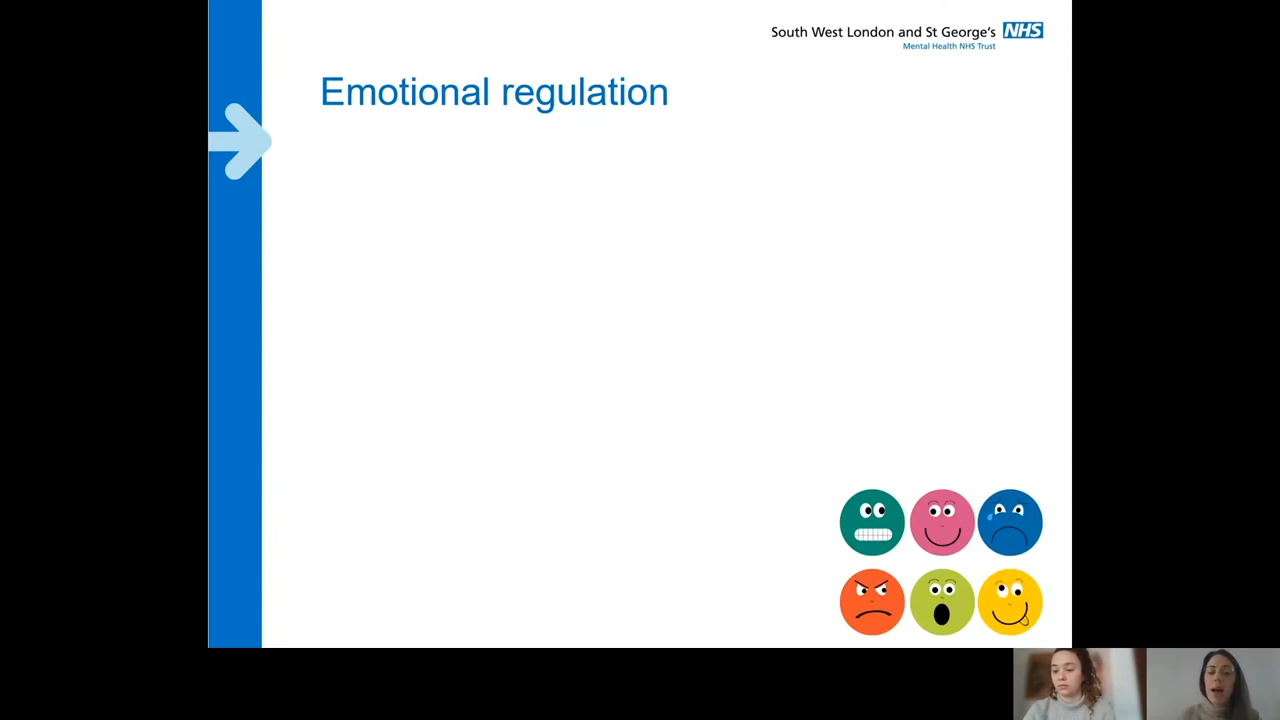 South West London and St George's NHS
Mental Health NHS Trust
Emotional regulation